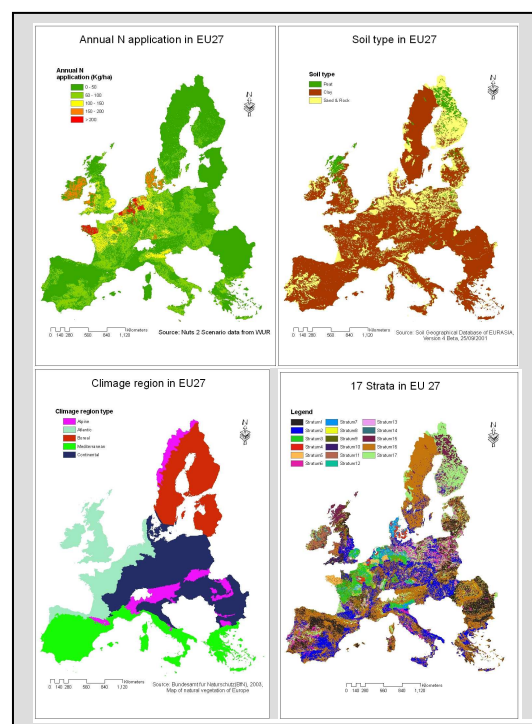 Annual N application in EU27
Annual N
application (Kg/ha)
0 - 50
50 - 100
100 - 150
150 - 200
> 200
N
Kilometers
0 140 280 560 840 1,120
Source: Nuts 2 Scenario data from WUR
Soil type in EU27
Soil type
Peat
Clay
Sand & Rock
N
Kilometers
0 140 280 560 840 1,120
Source: Soil Geographical Database of EURASIA,
Version 4 Beta, 25/09/2001
Climage region in EU27
Climage region type
Alpine
Atlantic
Boreal
Mediterranean
Continental
N
Kilometers
0 140 280 560 840 1,120
Source: Bundesamt fur Naturschutz(BfN), 2003,
Map of natural vegetation of Europe
17 Strata in EU 27
Legend
Stratum1 Stratum7 Stratum13
Stratum2 Stratum8 Stratum14
Stratum3 Stratum9 Stratum15
Stratum4 Stratum10 Stratum16
Stratum5 Stratum11 Stratum17
Stratum6 Stratum12
N
Kilometers
0 140 280 560 840 1,120